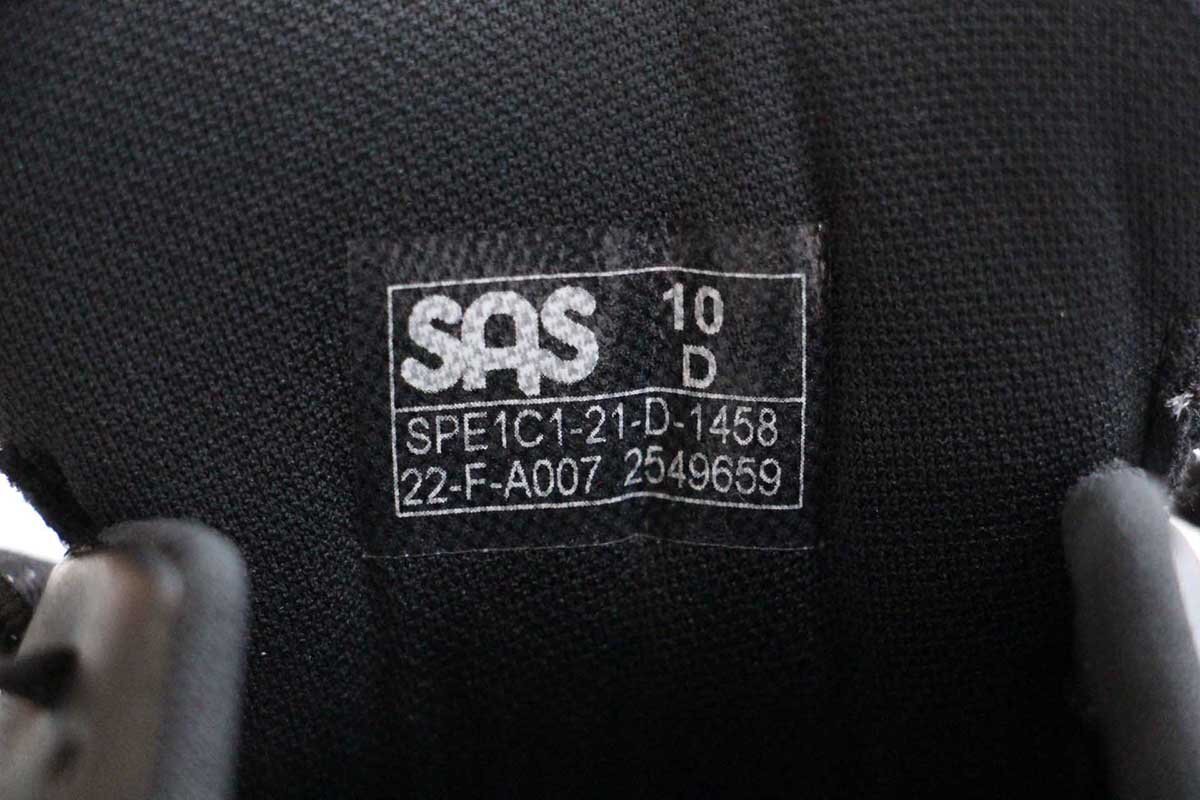 SAS 10
D
SPE1C1-21-D-1458
22-F-A007 2549659